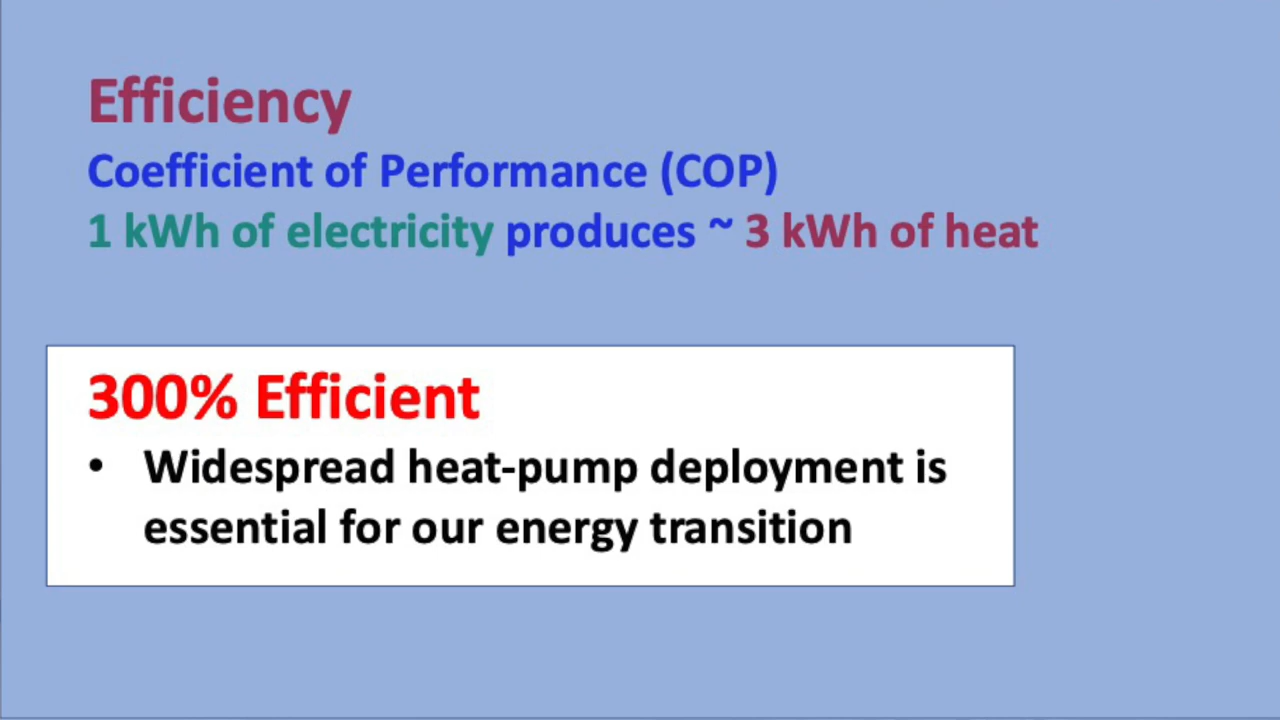 Efficiency
Coefficient of Performance (COP)
1 kWh of electricity produces ~ 3 kWh of heat
300% Efficient
• Widespread heat-pump deployment is
essential for our energy transition